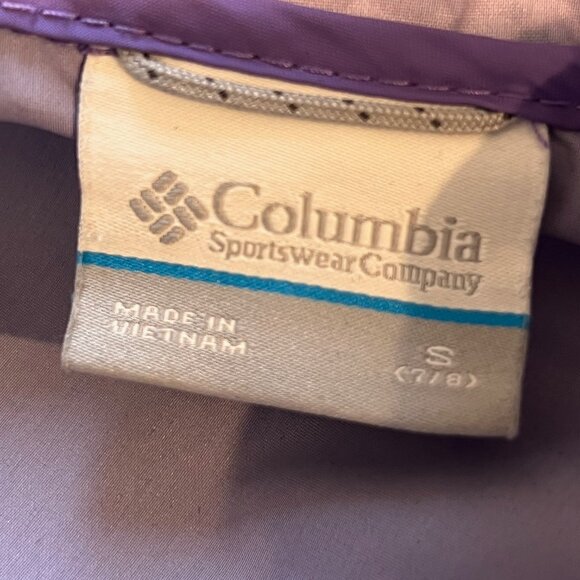 Columbia
Sportswear Company
MADE IN
VIETNAM
S
(7/8)